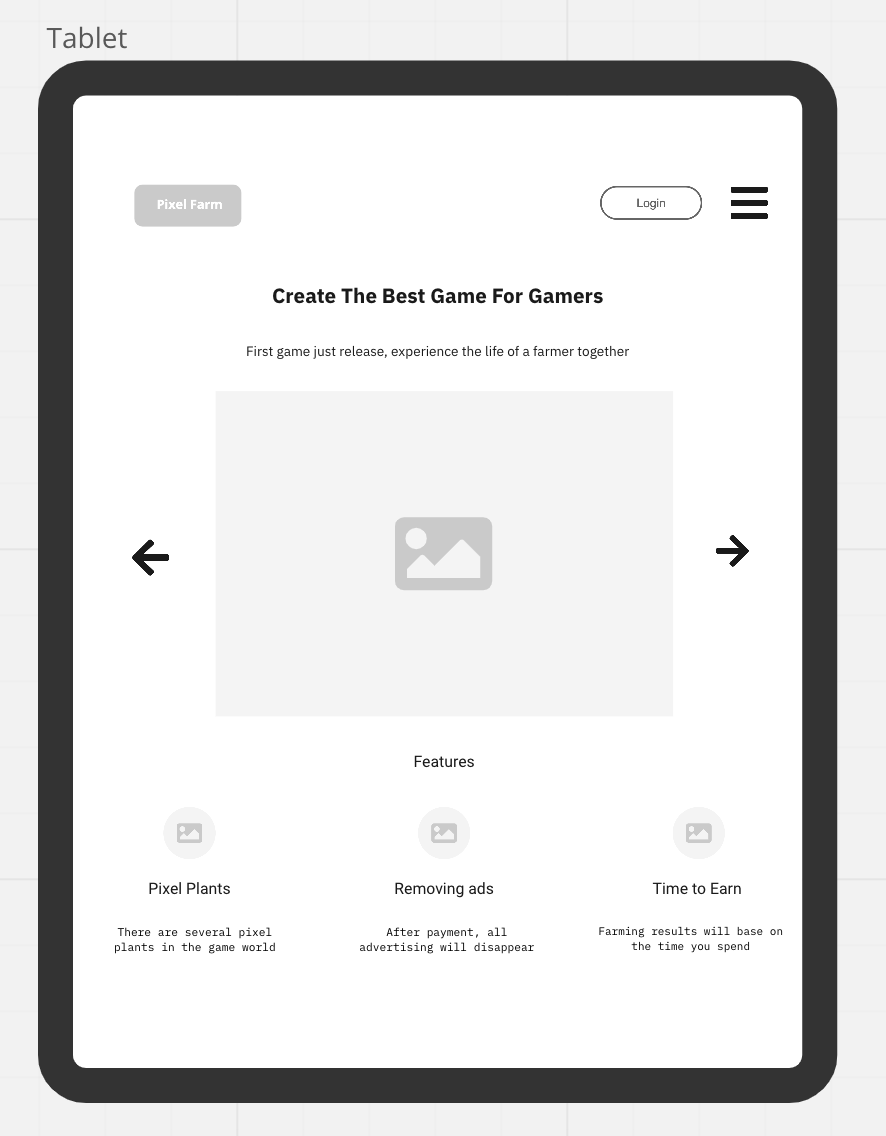 Tablet
Pixel Farm
Login
Create The Best Game For Gamers
First game just release, experience the life of a farmer together
Features
Pixel Plants
There are several pixel
plants in the game world
Removing ads
After payment, all
advertising will disappear
Time to Earn
Farming results will base on
the time you spend